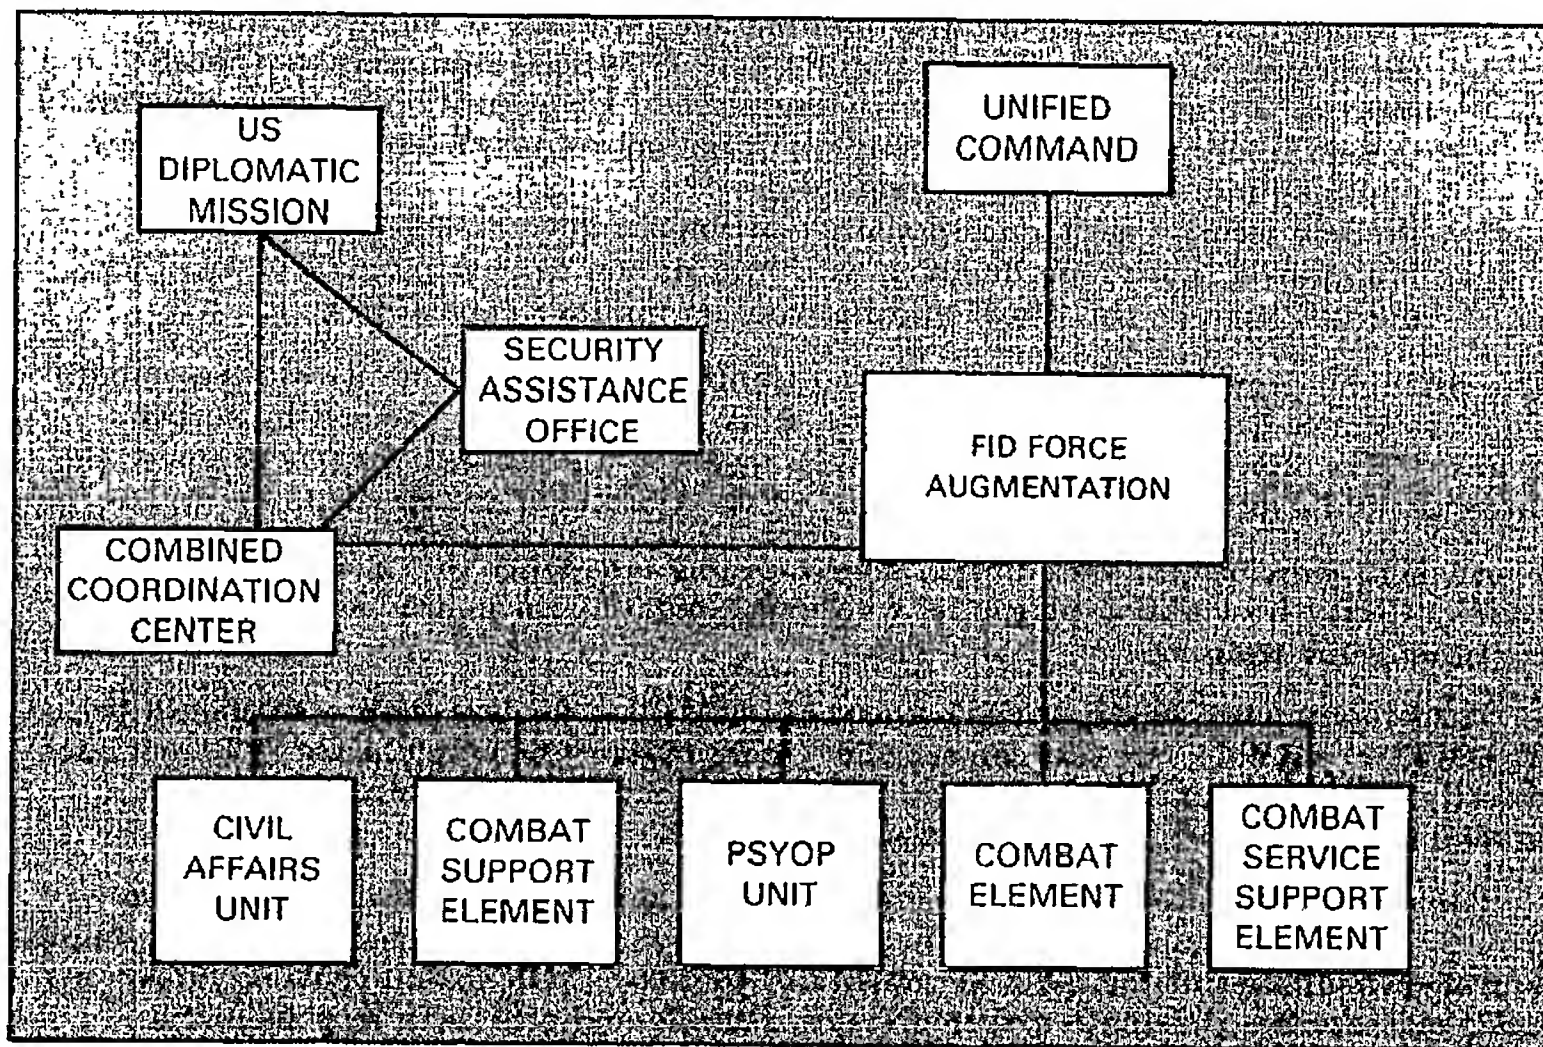 US
DIPLOMATIC
MISSION
UNIFIED
COMMAND
SECURITY
ASSISTANCE
OFFICE
FID FORCE
AUGMENTATION
COMBINED
COORDINATION
CENTER
CIVIL
AFFAIRS
UNIT
COMBAT
SUPPORT
ELEMENT
PSYOP
UNIT
COMBAT
ELEMENT
COMBAT
SERVICE
SUPPORT
ELEMENT